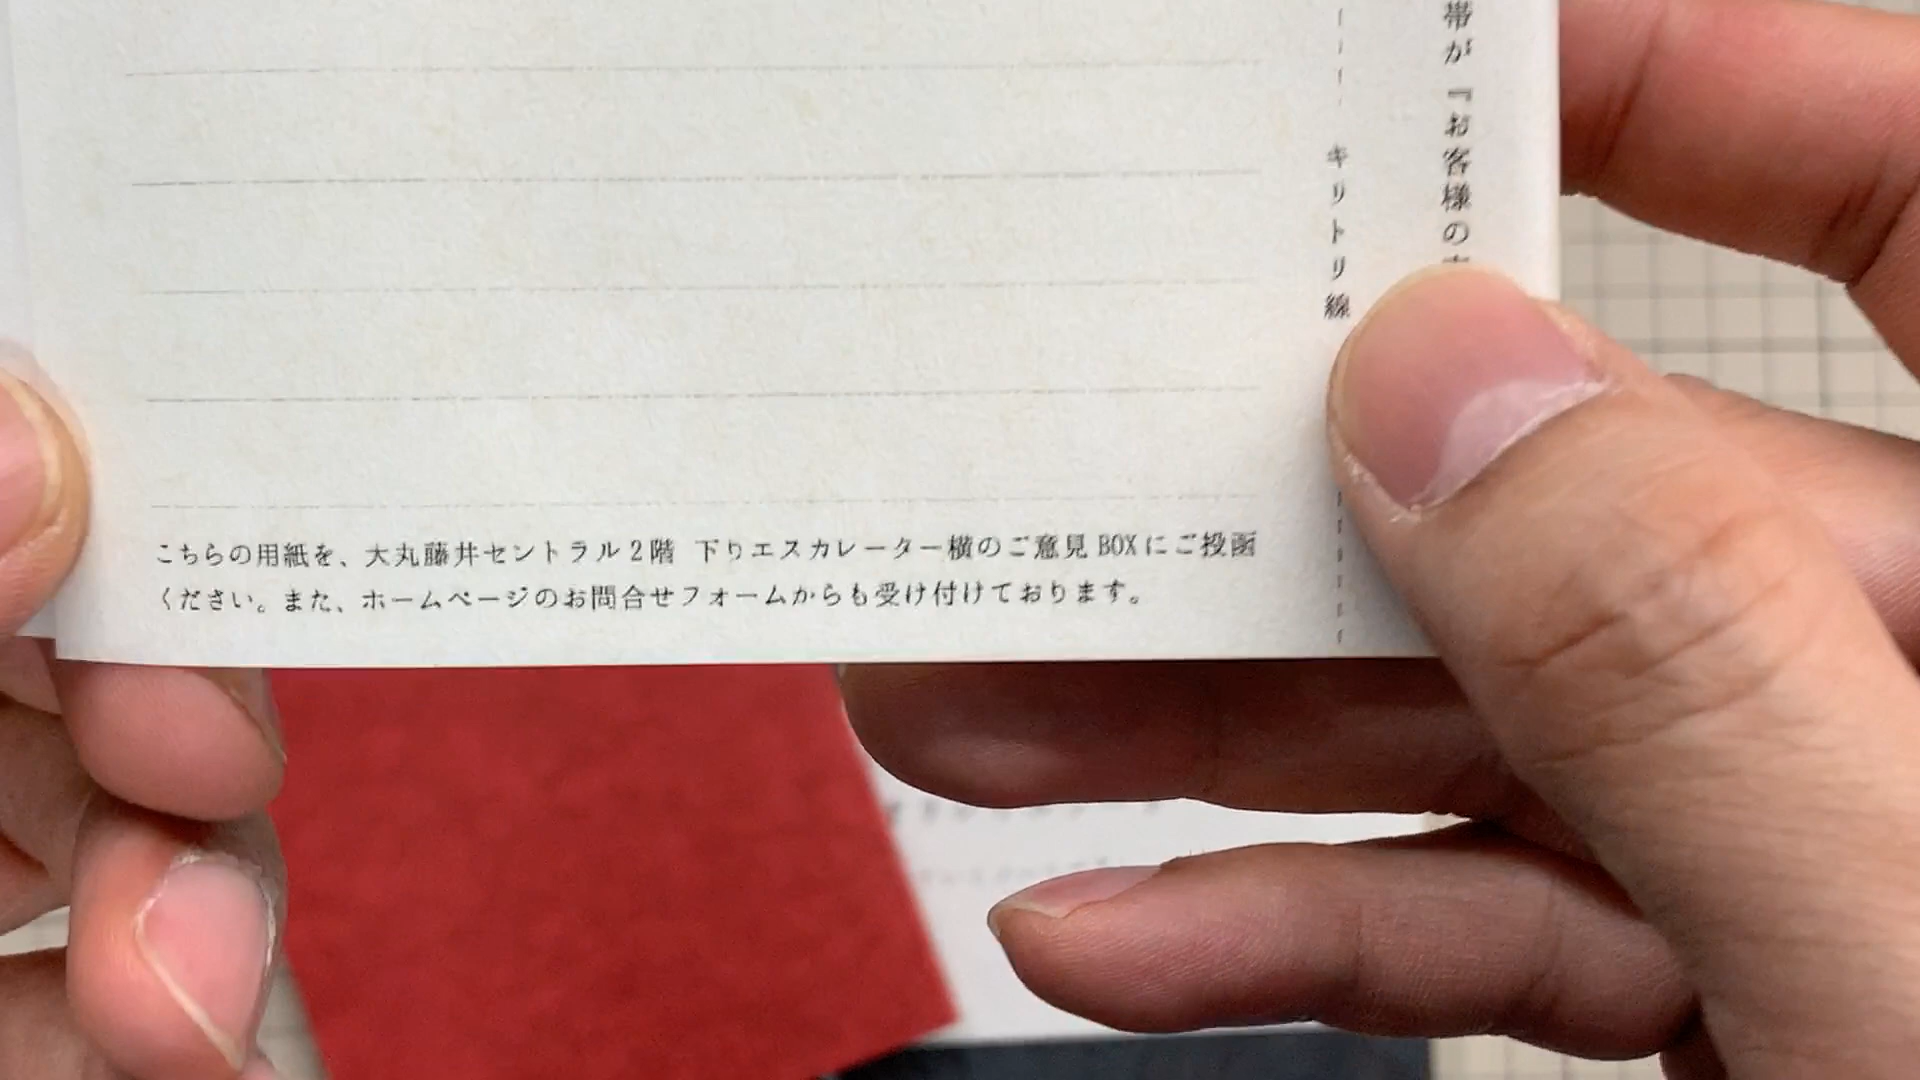 帯が『お客様の
キリトリ線
こちらの用紙を、大丸藤井セントラル2階 下りエスカレーター横のご意見BOXにご投函
ください。また、ホームページのお問合せフォームからも受け付けております。